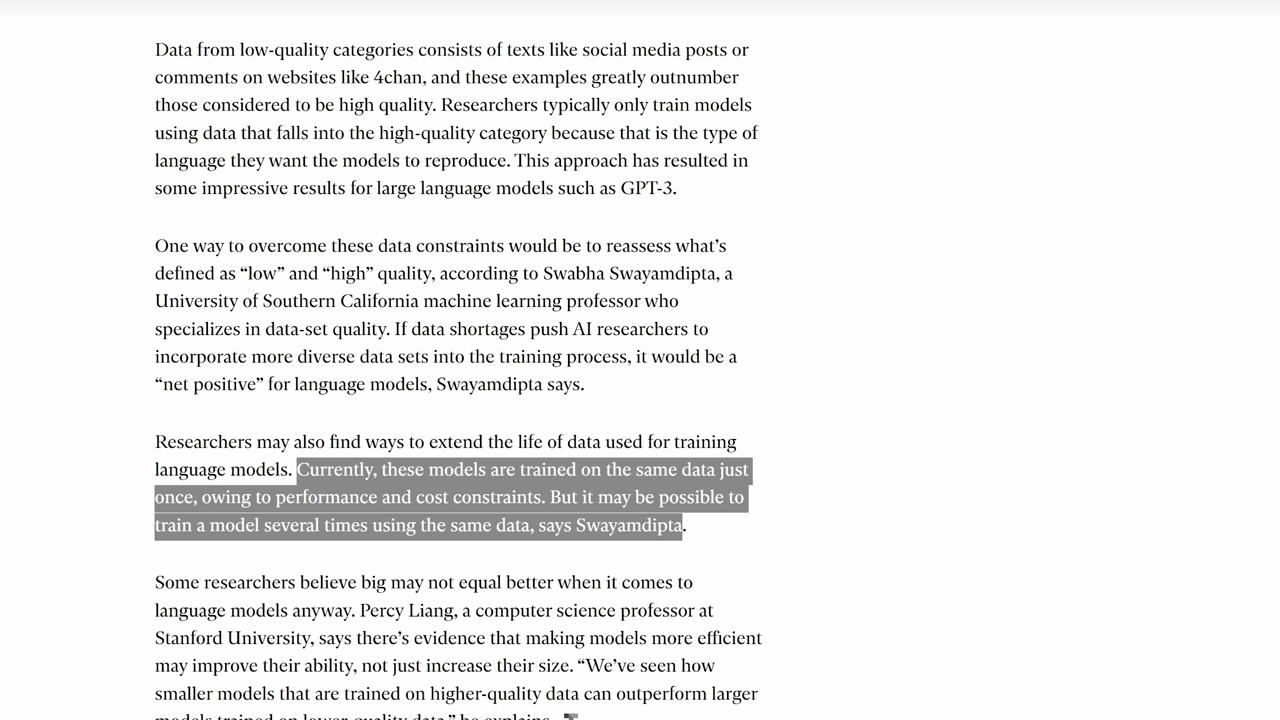 Data from low-quality categories consists of texts like social media posts or
comments on websites like 4chan, and these examples greatly outnumber
those considered to be high quality. Researchers typically only train models
using data that falls into the high-quality category because that is the type of
language they want the models to reproduce. This approach has resulted in
some impressive results for large language models such as GPT-3.
One way to overcome these data constraints would be to reassess what’s
defined as “low” and “high” quality, according to Swabha Swayamdipta, a
University of Southern California machine learning professor who
specializes in data-set quality. If data shortages push AI researchers to
incorporate more diverse data sets into the training process, it would be a
“net positive” for language models, Swayamdipta says.
Researchers may also find ways to extend the life of data used for training
language models. Currently, these models are trained on the same data just
once, owing to performance and cost constraints. But it may be possible to
train a model several times using the same data, says Swayamdipta.
Some researchers believe big may not equal better when it comes to
language models anyway. Percy Liang, a computer science professor at
Stanford University, says there’s evidence that making models more efficient
may improve their ability, not just increase their size. “We’ve seen how
smaller models that are trained on higher-quality data can outperform larger
models trained on lower-quality data,” he explains.